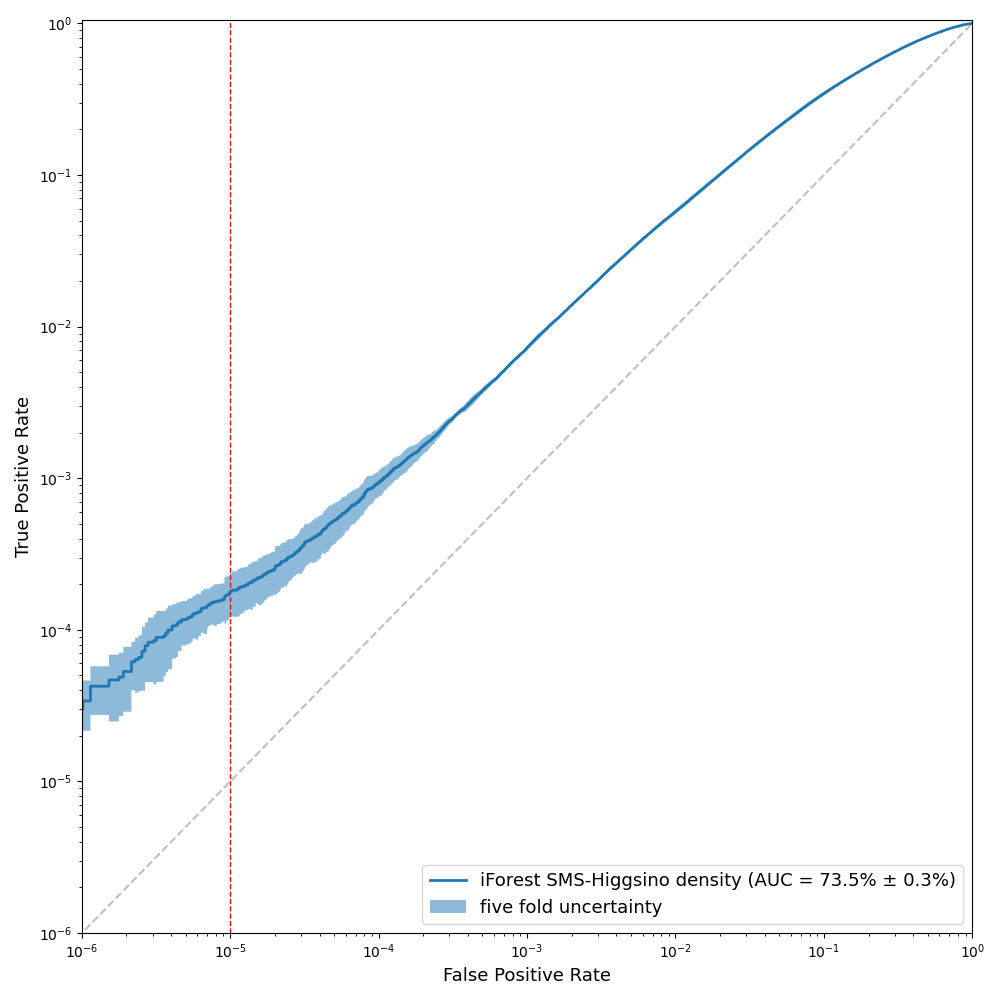 10⁰
10⁻¹
10⁻²
10⁻³
10⁻⁴
10⁻⁵
10⁻⁶
True Positive Rate
iForest SMS-Higgsino density (AUC = 73.5% ± 0.3%)
five fold uncertainty
10⁻⁶ 10⁻⁵ 10⁻⁴ 10⁻³ 10⁻² 10⁻¹ 10⁰
False Positive Rate